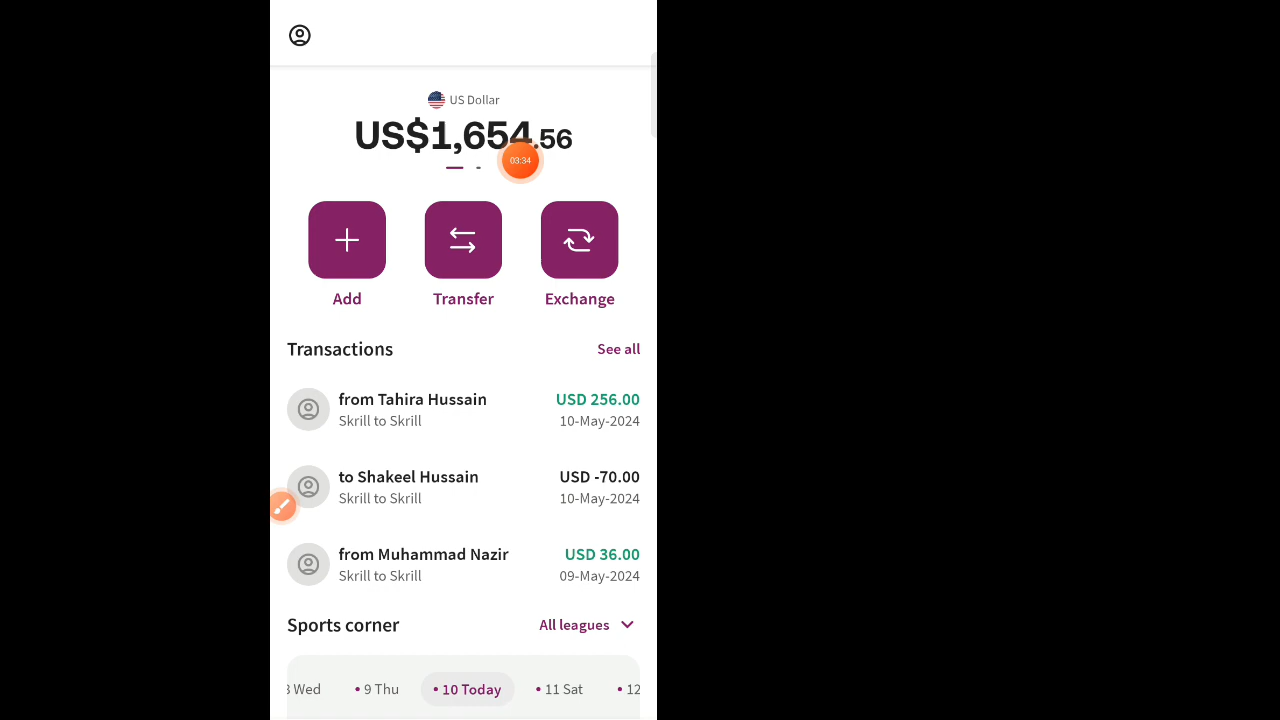 US Dollar
US$1,654.56
03:34
Add Transfer Exchange
Transactions See all
from Tahira Hussain USD 256.00
Skrill to Skrill 10-May-2024
to Shakeel Hussain USD -70.00
Skrill to Skrill 10-May-2024
from Muhammad Nazir USD 36.00
Skrill to Skrill 09-May-2024
Sports corner All leagues
Wed • 9 Thu • 10 Today • 11 Sat • 12